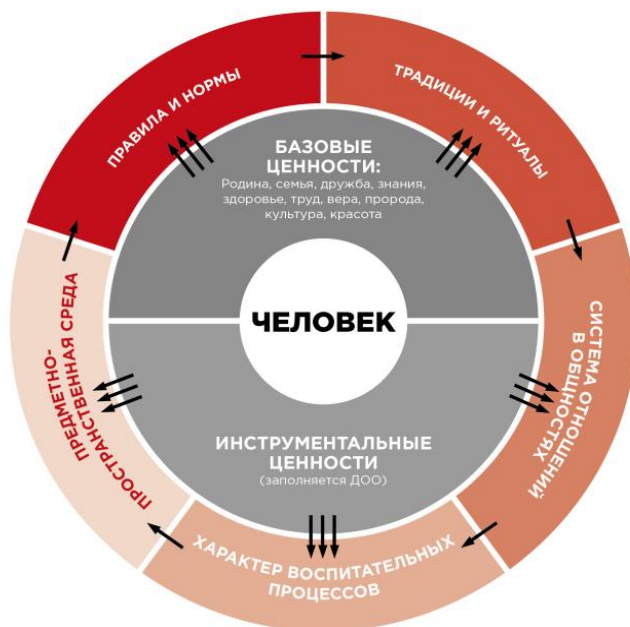 ПРАВИЛА И НОРМЫ
ТРАДИЦИИ И РИТУАЛЫ
БАЗОВЫЕ
ЦЕННОСТИ:
Родина, семья, дружба, знания,
здоровье, труд, вера, пророда,
культура, красота
ЧЕЛОВЕК
ПРЕДМЕТНО-
ПРОСТРАНСТВЕННАЯ СРЕДА
СИСТЕМА ОТНОШЕНИЙ
В ОБЩНОСТЯХ
ИНСТРУМЕНТАЛЬНЫЕ
ЦЕННОСТИ
(заполняется ДОО)
ХАРАКТЕР ВОСПИТАТЕЛЬНЫХ
ПРОЦЕССОВ